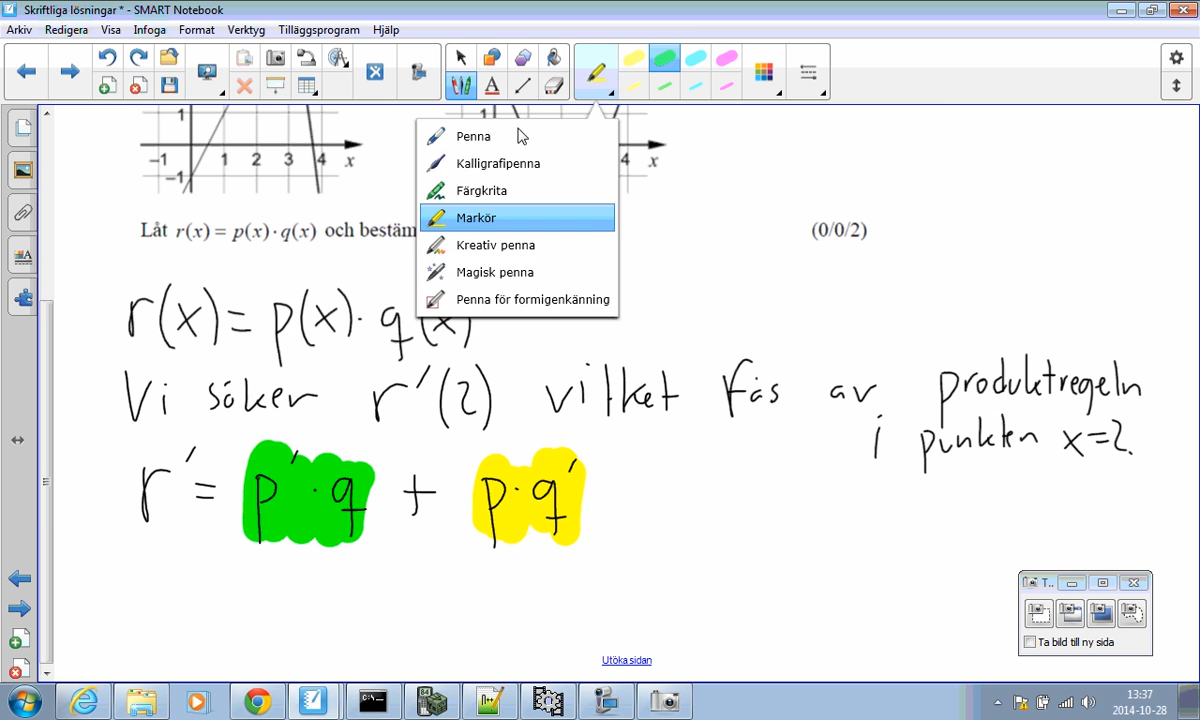 Skriftliga lösningar * - SMART Notebook
Arkiv Redigera Visa Infoga Format Verktyg Tilläggsprogram Hjälp
1
−1 1 2 3 4 x
−1
4 x
Penna
Kalligrafipenna
Färgkrita
Markör
Kreativ penna
Magisk penna
Penna för formigenkänning
Låt r(x) = p(x)·q(x) och bestäm
(0/0/2)
r(x)= p(x)· q(x)
Vi söker r'(2) vilket fås av produktregeln
i punkten x=2.
r'= p'·q + p·q'
T..
Ta bild till ny sida
Utöka sidan
13:37
2014-10-28